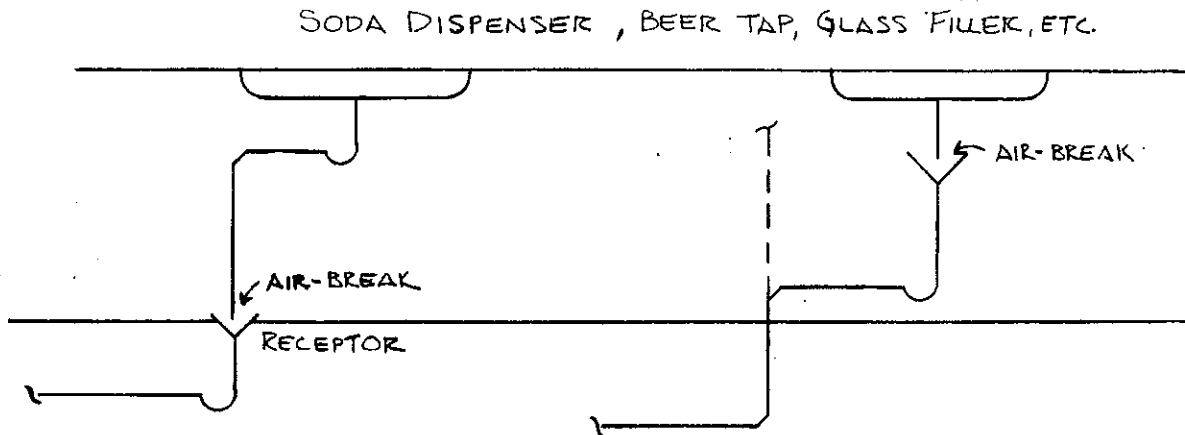 SODA DISPENSER, BEER TAP, GLASS FILLER, ETC.
AIR-BREAK
AIR-BREAK
RECEPTOR